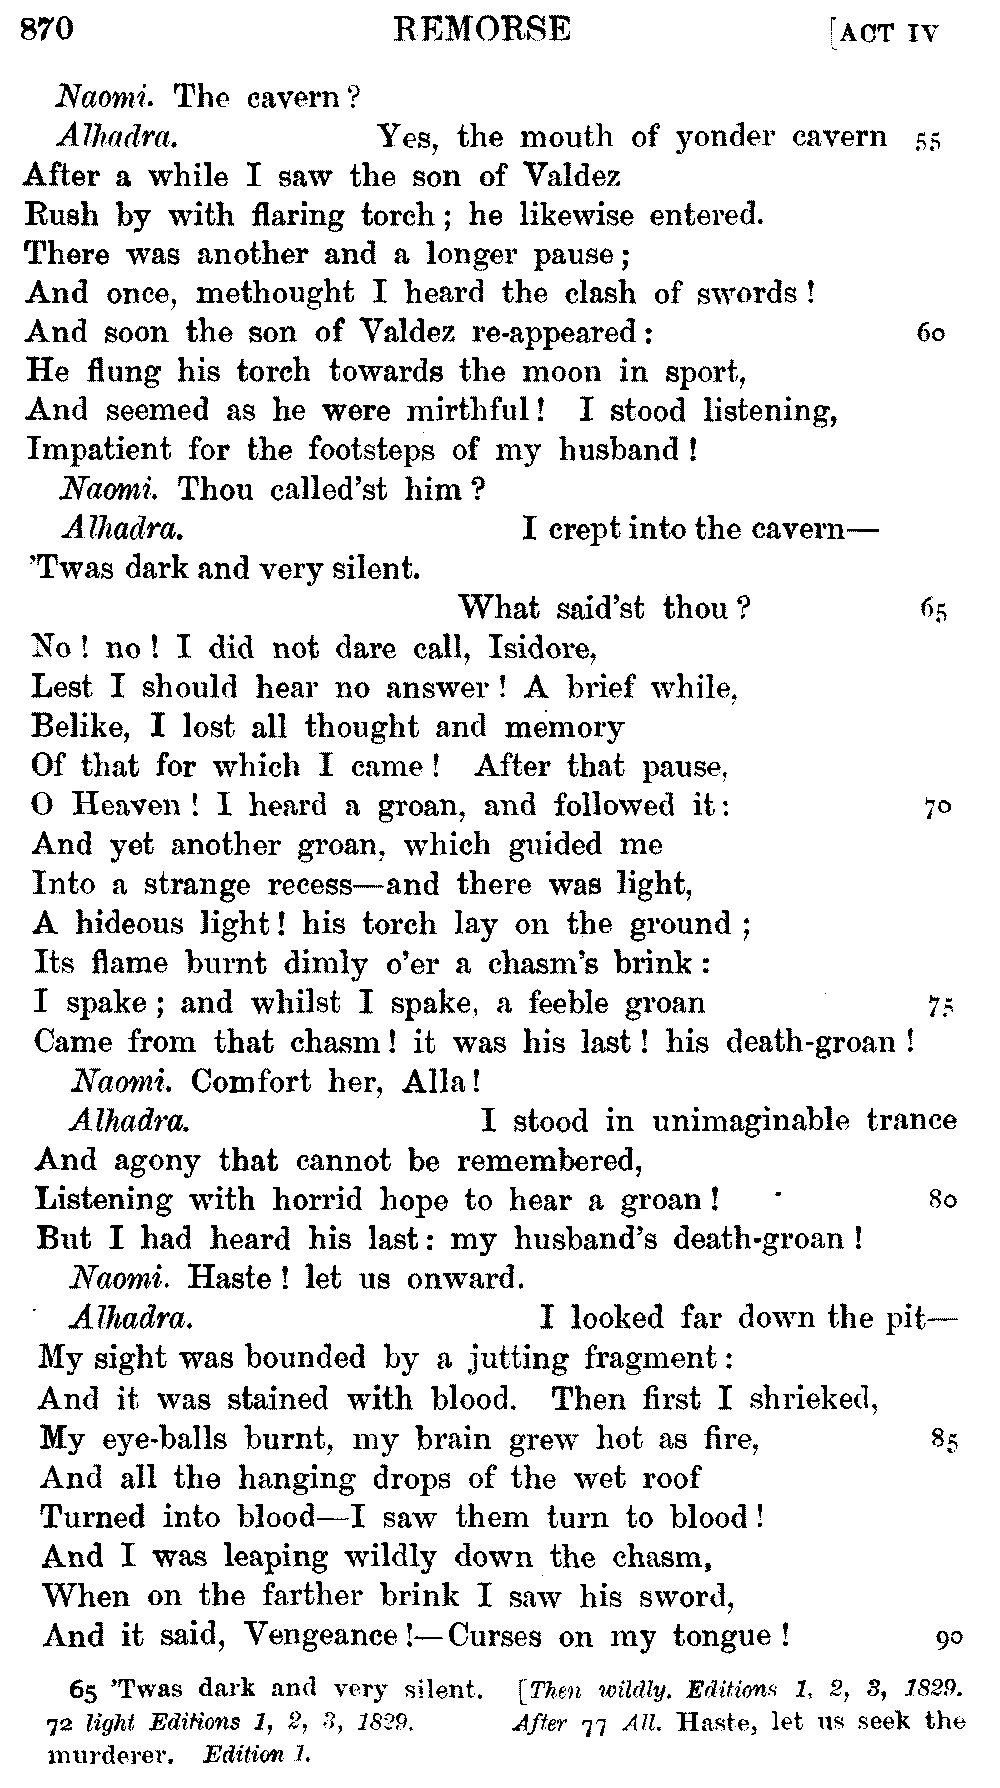 870 REMORSE [ACT IV
Naomi. The cavern?
Alhadra. Yes, the mouth of yonder cavern 55
After a while I saw the son of Valdez
Rush by with flaring torch; he likewise entered.
There was another and a longer pause;
And once, methought I heard the clash of swords!
And soon the son of Valdez re-appeared: 60
He flung his torch towards the moon in sport,
And seemed as he were mirthful! I stood listening,
Impatient for the footsteps of my husband!
Naomi. Thou called'st him?
Alhadra. I crept into the cavern—
'Twas dark and very silent.
What said'st thou? 65
No! no! I did not dare call, Isidore,
Lest I should hear no answer! A brief while,
Belike, I lost all thought and memory
Of that for which I came! After that pause,
O Heaven! I heard a groan, and followed it: 70
And yet another groan, which guided me
Into a strange recess—and there was light,
A hideous light! his torch lay on the ground;
Its flame burnt dimly o'er a chasm's brink:
I spake; and whilst I spake, a feeble groan 75
Came from that chasm! it was his last! his death-groan!
Naomi. Comfort her, Alla!
Alhadra. I stood in unimaginable trance
And agony that cannot be remembered,
Listening with horrid hope to hear a groan! 80
But I had heard his last: my husband's death-groan!
Naomi. Haste! let us onward.
Alhadra. I looked far down the pit—
My sight was bounded by a jutting fragment:
And it was stained with blood. Then first I shrieked,
My eye-balls burnt, my brain grew hot as fire, 85
And all the hanging drops of the wet roof
Turned into blood—I saw them turn to blood!
And I was leaping wildly down the chasm,
When on the farther brink I saw his sword,
And it said, Vengeance!—Curses on my tongue! 90
65 'Twas dark and very silent. [Then wildly. Editions 1, 2, 3, 1829.
72 light Editions 1, 2, 3, 1829. After 77 All. Haste, let us seek the
murderer. Edition 1.